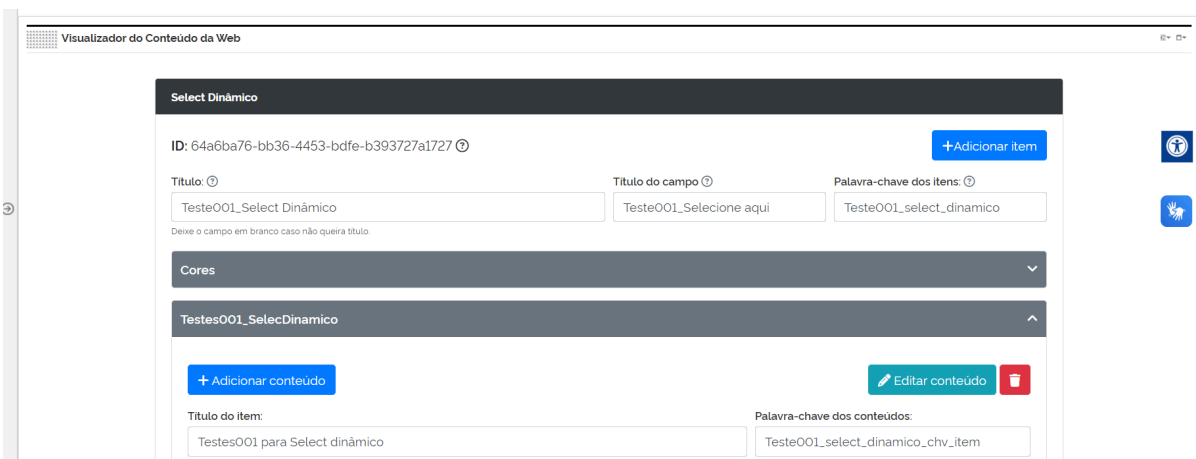 Visualizador do Conteúdo da Web
Select Dinâmico
ID: 64a6ba76-bb36-4453-bdfe-b393727a1727
+Adicionar item
Título:
Título do campo
Palavra-chave dos itens:
Teste001_Select Dinâmico
Teste001_Selecione aqui
Teste001_select_dinamico
Deixe o campo em branco caso não queira título.
Cores
Testes001_SelecDinamico
+ Adicionar conteúdo
Editar conteúdo
Título do item:
Palavra-chave dos conteúdos:
Testes001 para Select dinâmico
Teste001_select_dinamico_chv_item